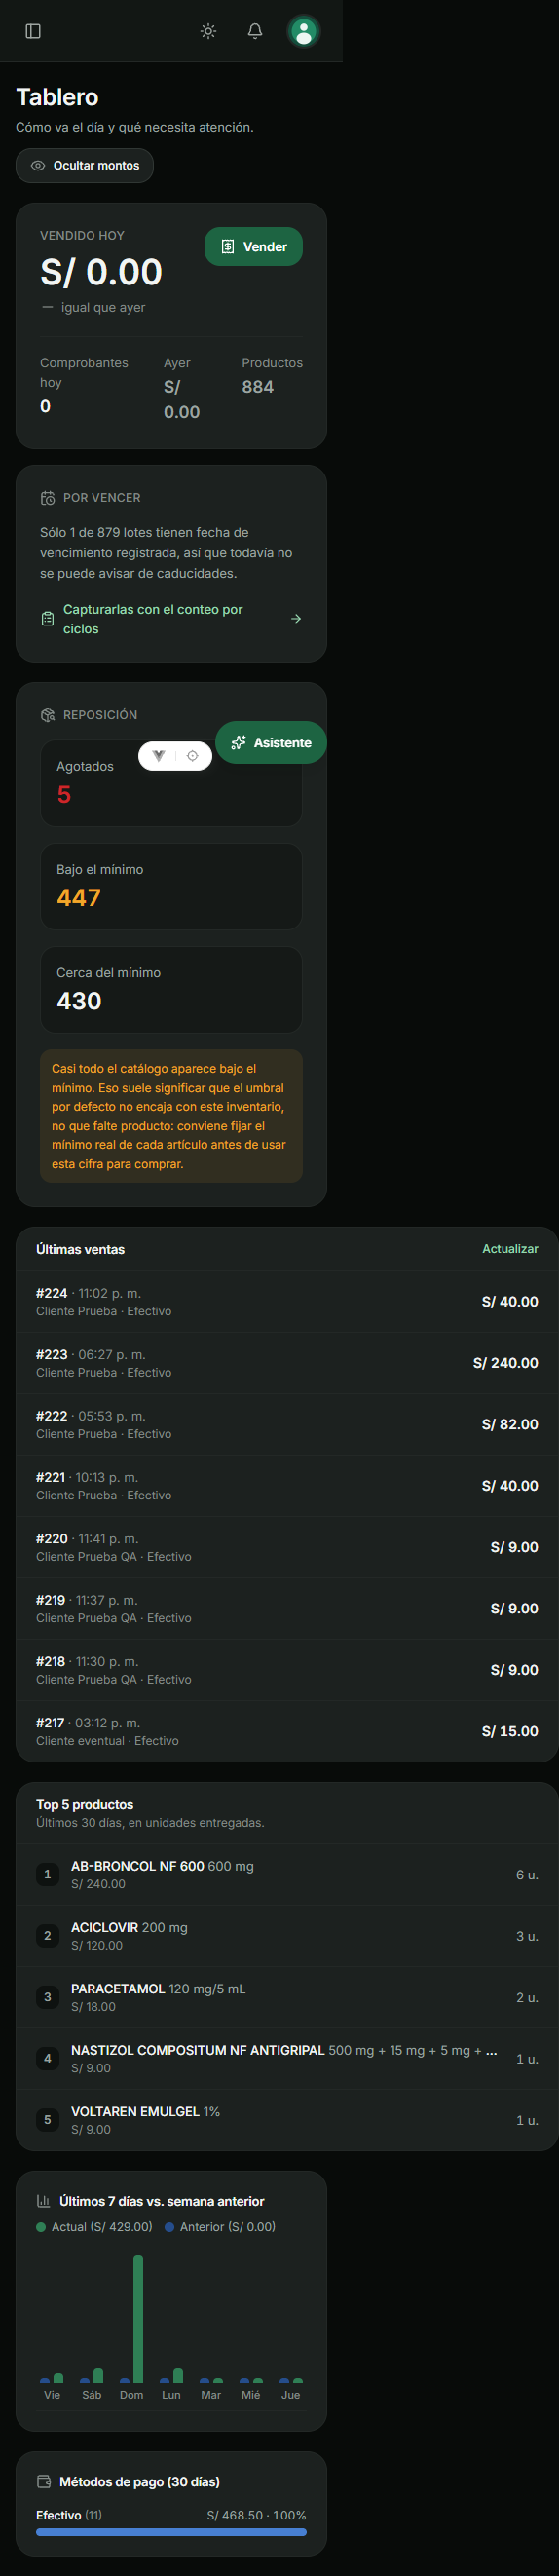 Tablero
Cómo va el día y qué necesita atención.
Ocultar montos
VENDIDO HOY
Vender
S/ 0.00
— igual que ayer
Comprobantes
hoy
0
Ayer
S/
0.00
Productos
884
POR VENCER
Sólo 1 de 879 lotes tienen fecha de
vencimiento registrada, así que todavía no
se puede avisar de caducidades.
Capturarlas con el conteo por
ciclos
REPOSICIÓN
Asistente
Agotados
5
Bajo el mínimo
447
Cerca del mínimo
430
Casi todo el catálogo aparece bajo el
mínimo. Eso suele significar que el umbral
por defecto no encaja con este inventario,
no que falte producto: conviene fijar el
mínimo real de cada artículo antes de usar
esta cifra para comprar.
Últimas ventas
Actualizar
#224 · 11:02 p. m.
Cliente Prueba · Efectivo
S/ 40.00
#223 · 06:27 p. m.
Cliente Prueba · Efectivo
S/ 240.00
#222 · 05:53 p. m.
Cliente Prueba · Efectivo
S/ 82.00
#221 · 10:13 p. m.
Cliente Prueba · Efectivo
S/ 40.00
#220 · 11:41 p. m.
Cliente Prueba QA · Efectivo
S/ 9.00
#219 · 11:37 p. m.
Cliente Prueba QA · Efectivo
S/ 9.00
#218 · 11:30 p. m.
Cliente Prueba QA · Efectivo
S/ 9.00
#217 · 03:12 p. m.
Cliente eventual · Efectivo
S/ 15.00
Top 5 productos
Últimos 30 días, en unidades entregadas.
1
AB-BRONCOL NF 600 600 mg
S/ 240.00
6 u.
2
ACICLOVIR 200 mg
S/ 120.00
3 u.
3
PARACETAMOL 120 mg/5 mL
S/ 18.00
2 u.
4
NASTIZOL COMPOSITUM NF ANTIGRIPAL 500 mg + 15 mg + 5 mg + ...
S/ 9.00
1 u.
5
VOLTAREN EMULGEL 1%
S/ 9.00
1 u.
Últimos 7 días vs. semana anterior
Actual (S/ 429.00) Anterior (S/ 0.00)
Vie Sáb Dom Lun Mar Mié Jue
Métodos de pago (30 días)
Efectivo (11) S/ 468.50 · 100%